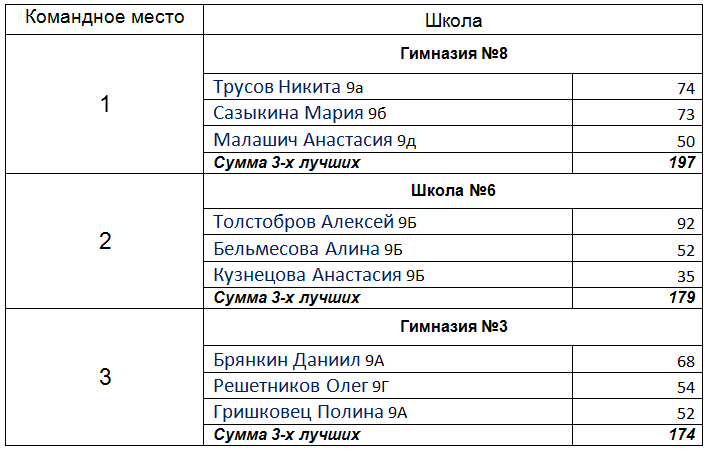 Командное место Школа
Гимназия №8
1
Трусов Никита 9а 74
Сазыкина Мария 9б 73
Малашич Анастасия 9д 50
Сумма 3-х лучших 197
Школа №6
2
Толстобров Алексей 9Б 92
Бельмесова Алина 9Б 52
Кузнецова Анастасия 9Б 35
Сумма 3-х лучших 179
Гимназия №3
3
Брянкин Даниил 9А 68
Решетников Олег 9Г 54
Гришковец Полина 9А 52
Сумма 3-х лучших 174